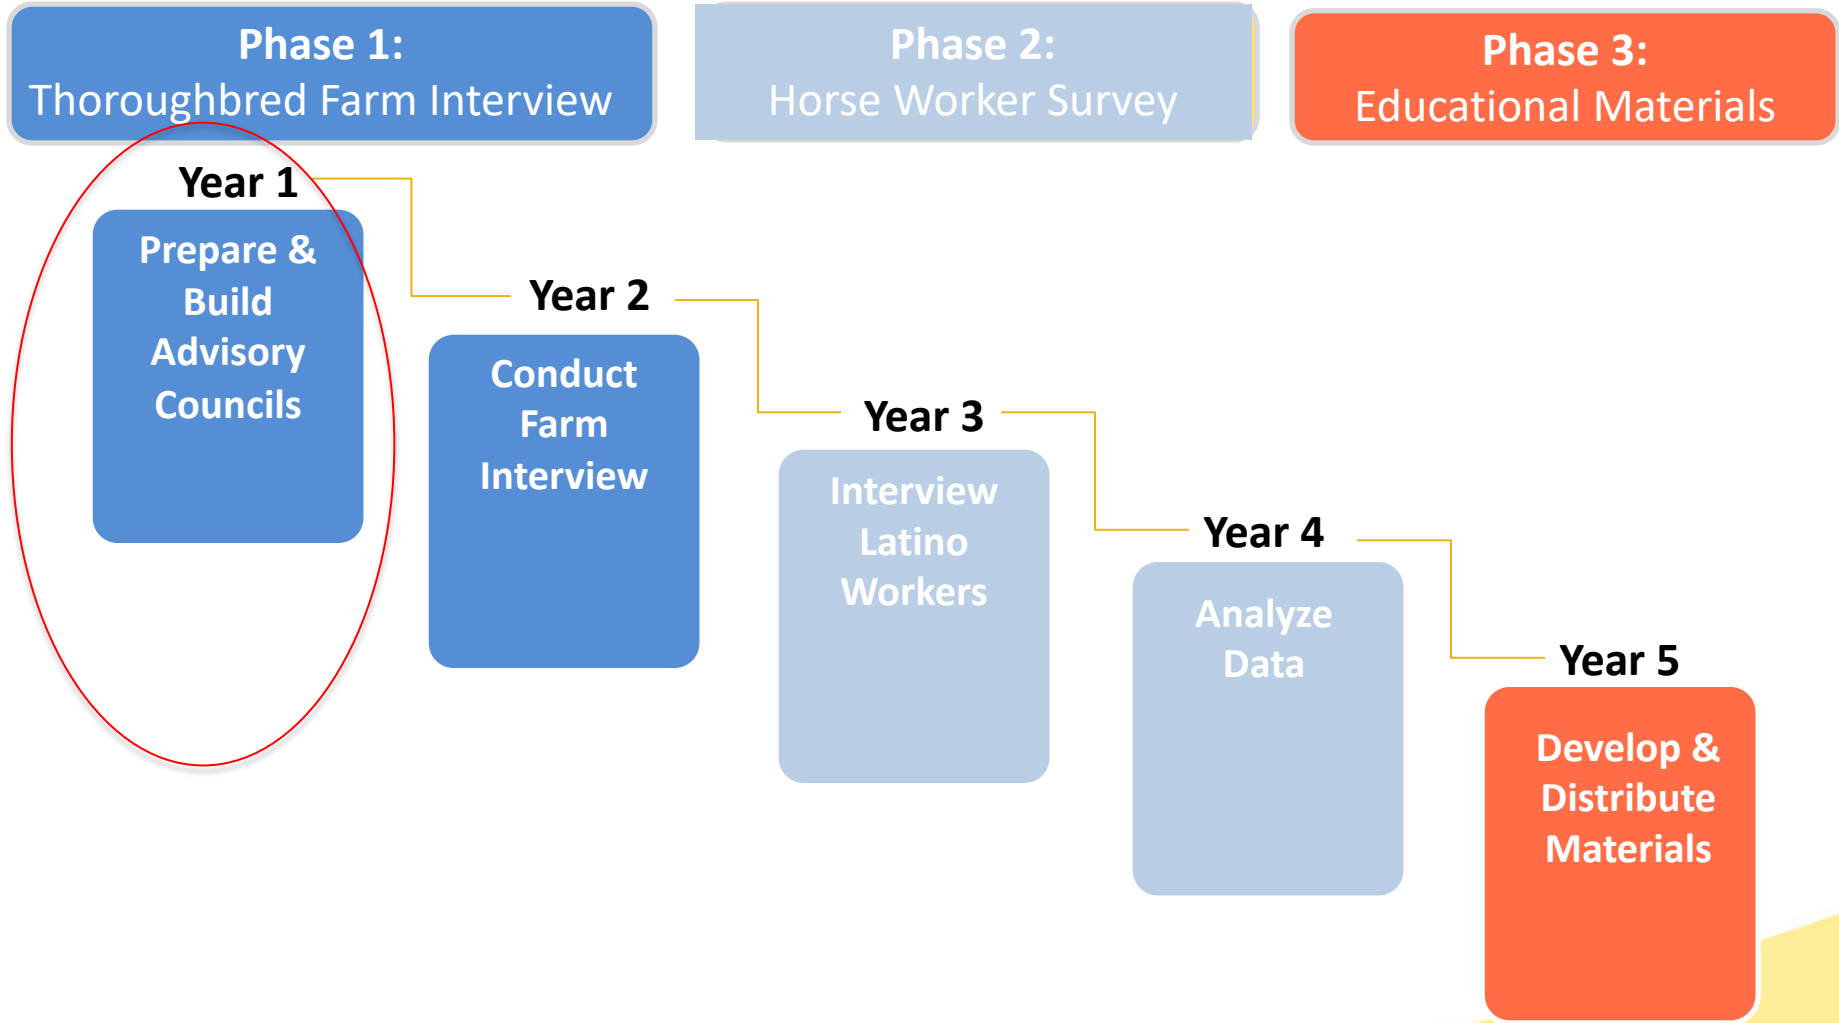 Phase 1:
Thoroughbred Farm Interview
Phase 2:
Horse Worker Survey
Phase 3:
Educational Materials
Year 1
Prepare &
Build
Advisory
Councils
Year 2
Conduct
Farm
Interview
Year 3
Interview
Latino
Workers
Year 4
Analyze
Data
Year 5
Develop &
Distribute
Materials